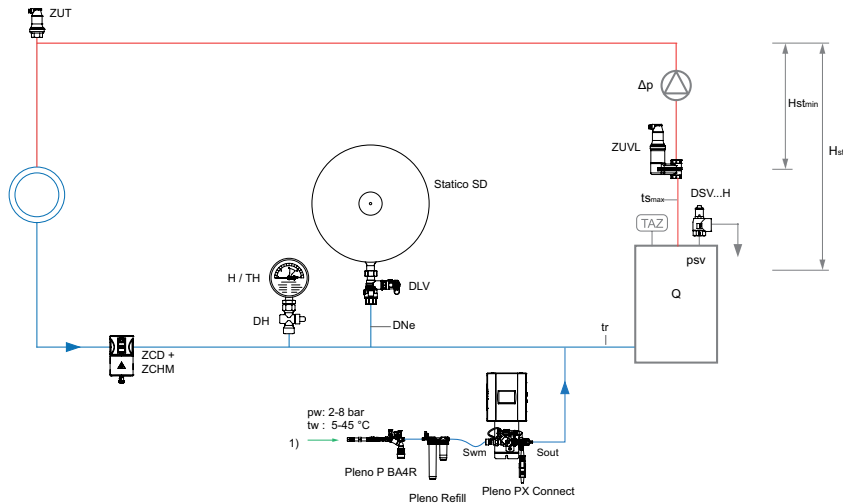 ZUT
Δp
Hstmin
Hst
ZUVL
Statico SD
tsmax
DSV...H
TAZ
psv
H / TH
DLV
Q
DH
DNe
tr
ZCD +
ZCHM
pw: 2-8 bar
tw : 5-45 °C
1)
Swm
Sout
Pleno P BA4R
Pleno PX Connect
Pleno Refill